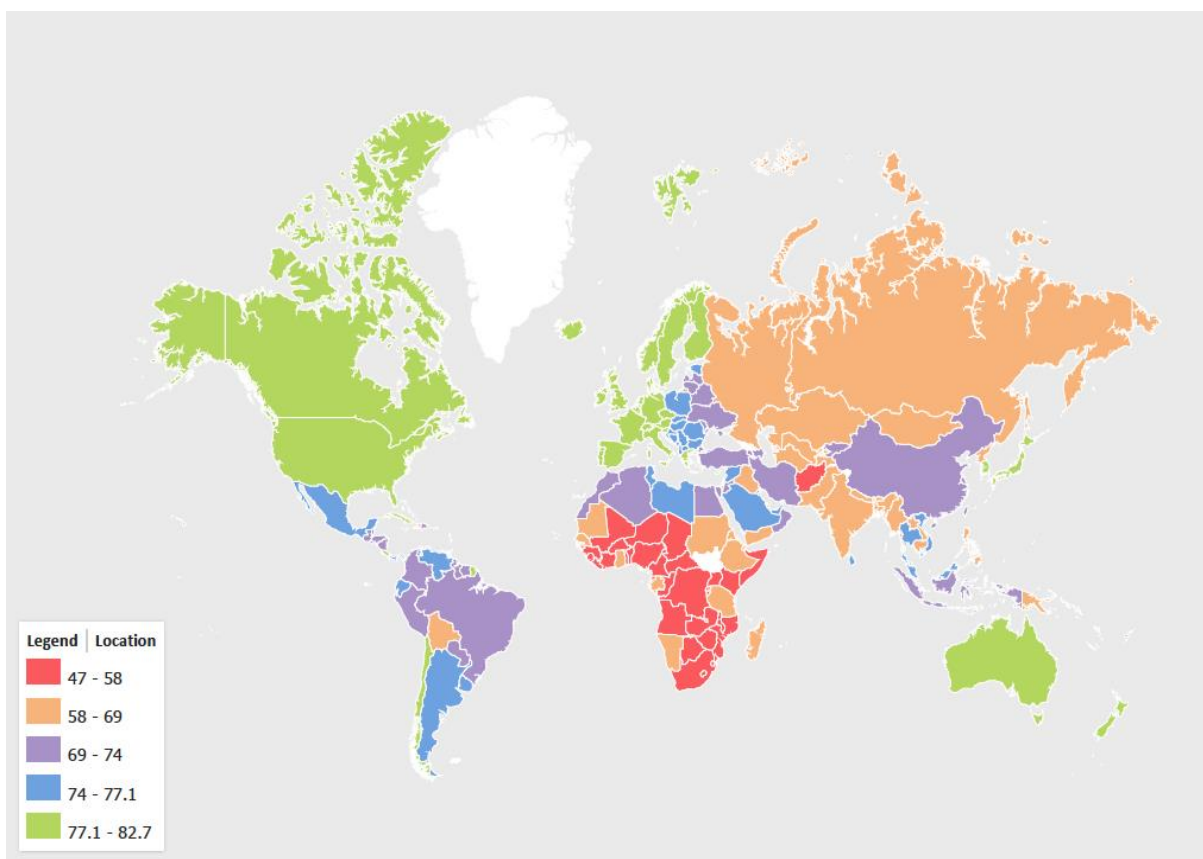 Legend | Location
47 - 58
58 - 69
69 - 74
74 - 77.1
77.1 - 82.7